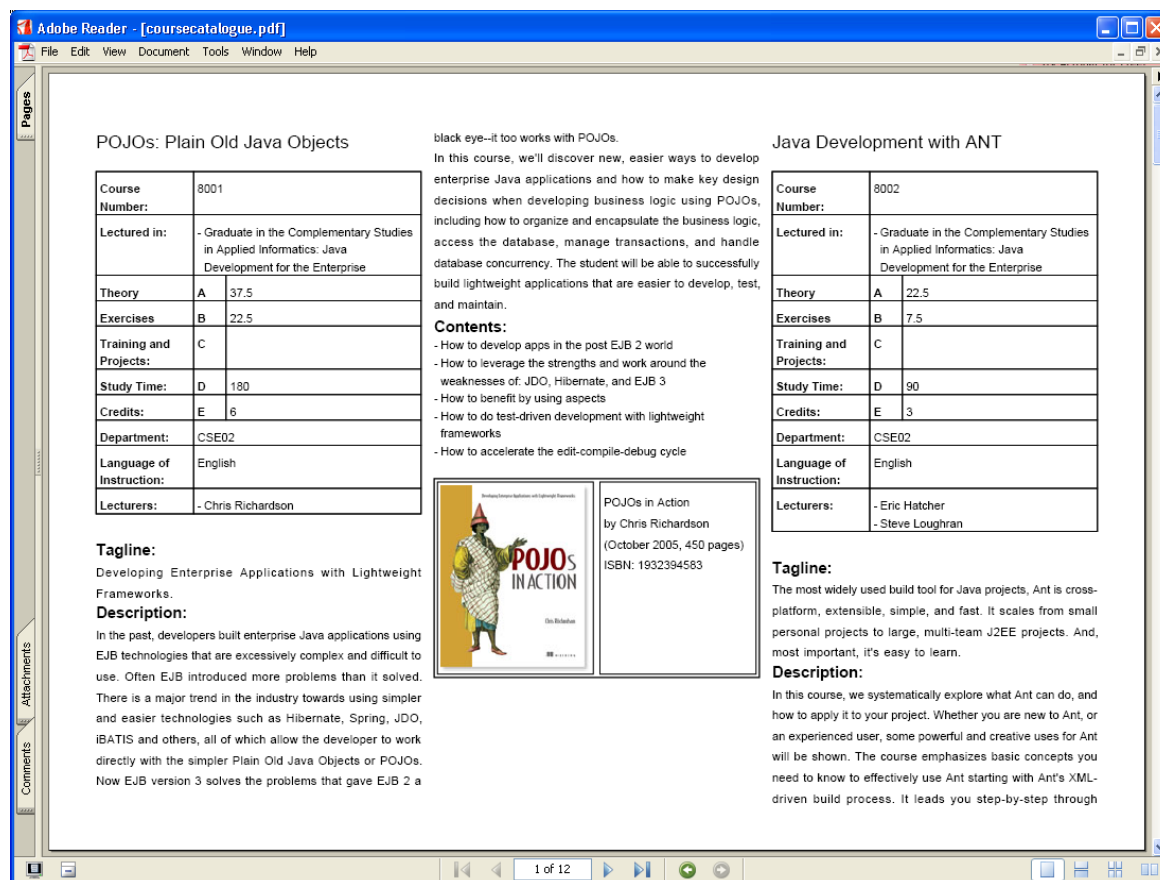 Adobe Reader - [coursecatalogue.pdf]
File Edit View Document Tools Window Help
Pages
Attachments
Comments
POJOs: Plain Old Java Objects
Course Number: 8001
Lectured in: - Graduate in the Complementary Studies
in Applied Informatics: Java
Development for the Enterprise
Theory A 37.5
Exercises B 22.5
Training and Projects: C
Study Time: D 180
Credits: E 6
Department: CSE02
Language of Instruction: English
Lecturers: - Chris Richardson
Tagline:
Developing Enterprise Applications with Lightweight
Frameworks.
Description:
In the past, developers built enterprise Java applications using
EJB technologies that are excessively complex and difficult to
use. Often EJB introduced more problems than it solved.
There is a major trend in the industry towards using simpler
and easier technologies such as Hibernate, Spring, JDO,
iBATIS and others, all of which allow the developer to work
directly with the simpler Plain Old Java Objects or POJOs.
Now EJB version 3 solves the problems that gave EJB 2 a
black eye--it too works with POJOs.
In this course, we'll discover new, easier ways to develop
enterprise Java applications and how to make key design
decisions when developing business logic using POJOs,
including how to organize and encapsulate the business logic,
access the database, manage transactions, and handle
database concurrency. The student will be able to successfully
build lightweight applications that are easier to develop, test,
and maintain.
Contents:
- How to develop apps in the post EJB 2 world
- How to leverage the strengths and work around the
weaknesses of: JDO, Hibernate, and EJB 3
- How to benefit by using aspects
- How to do test-driven development with lightweight
frameworks
- How to accelerate the edit-compile-debug cycle
Developing Enterprise Applications with Lightweight Frameworks
POJOs
IN ACTION
Chris Richardson
MANNING
POJOs in Action
by Chris Richardson
(October 2005, 450 pages)
ISBN: 1932394583
Java Development with ANT
Course Number: 8002
Lectured in: - Graduate in the Complementary Studies
in Applied Informatics: Java
Development for the Enterprise
Theory A 22.5
Exercises B 7.5
Training and Projects: C
Study Time: D 90
Credits: E 3
Department: CSE02
Language of Instruction: English
Lecturers: - Eric Hatcher
- Steve Loughran
Tagline:
The most widely used build tool for Java projects, Ant is cross-
platform, extensible, simple, and fast. It scales from small
personal projects to large, multi-team J2EE projects. And,
most important, it's easy to learn.
Description:
In this course, we systematically explore what Ant can do, and
how to apply it to your project. Whether you are new to Ant, or
an experienced user, some powerful and creative uses for Ant
will be shown. The course emphasizes basic concepts you
need to know to effectively use Ant starting with Ant's XML-
driven build process. It leads you step-by-step through
1 of 12